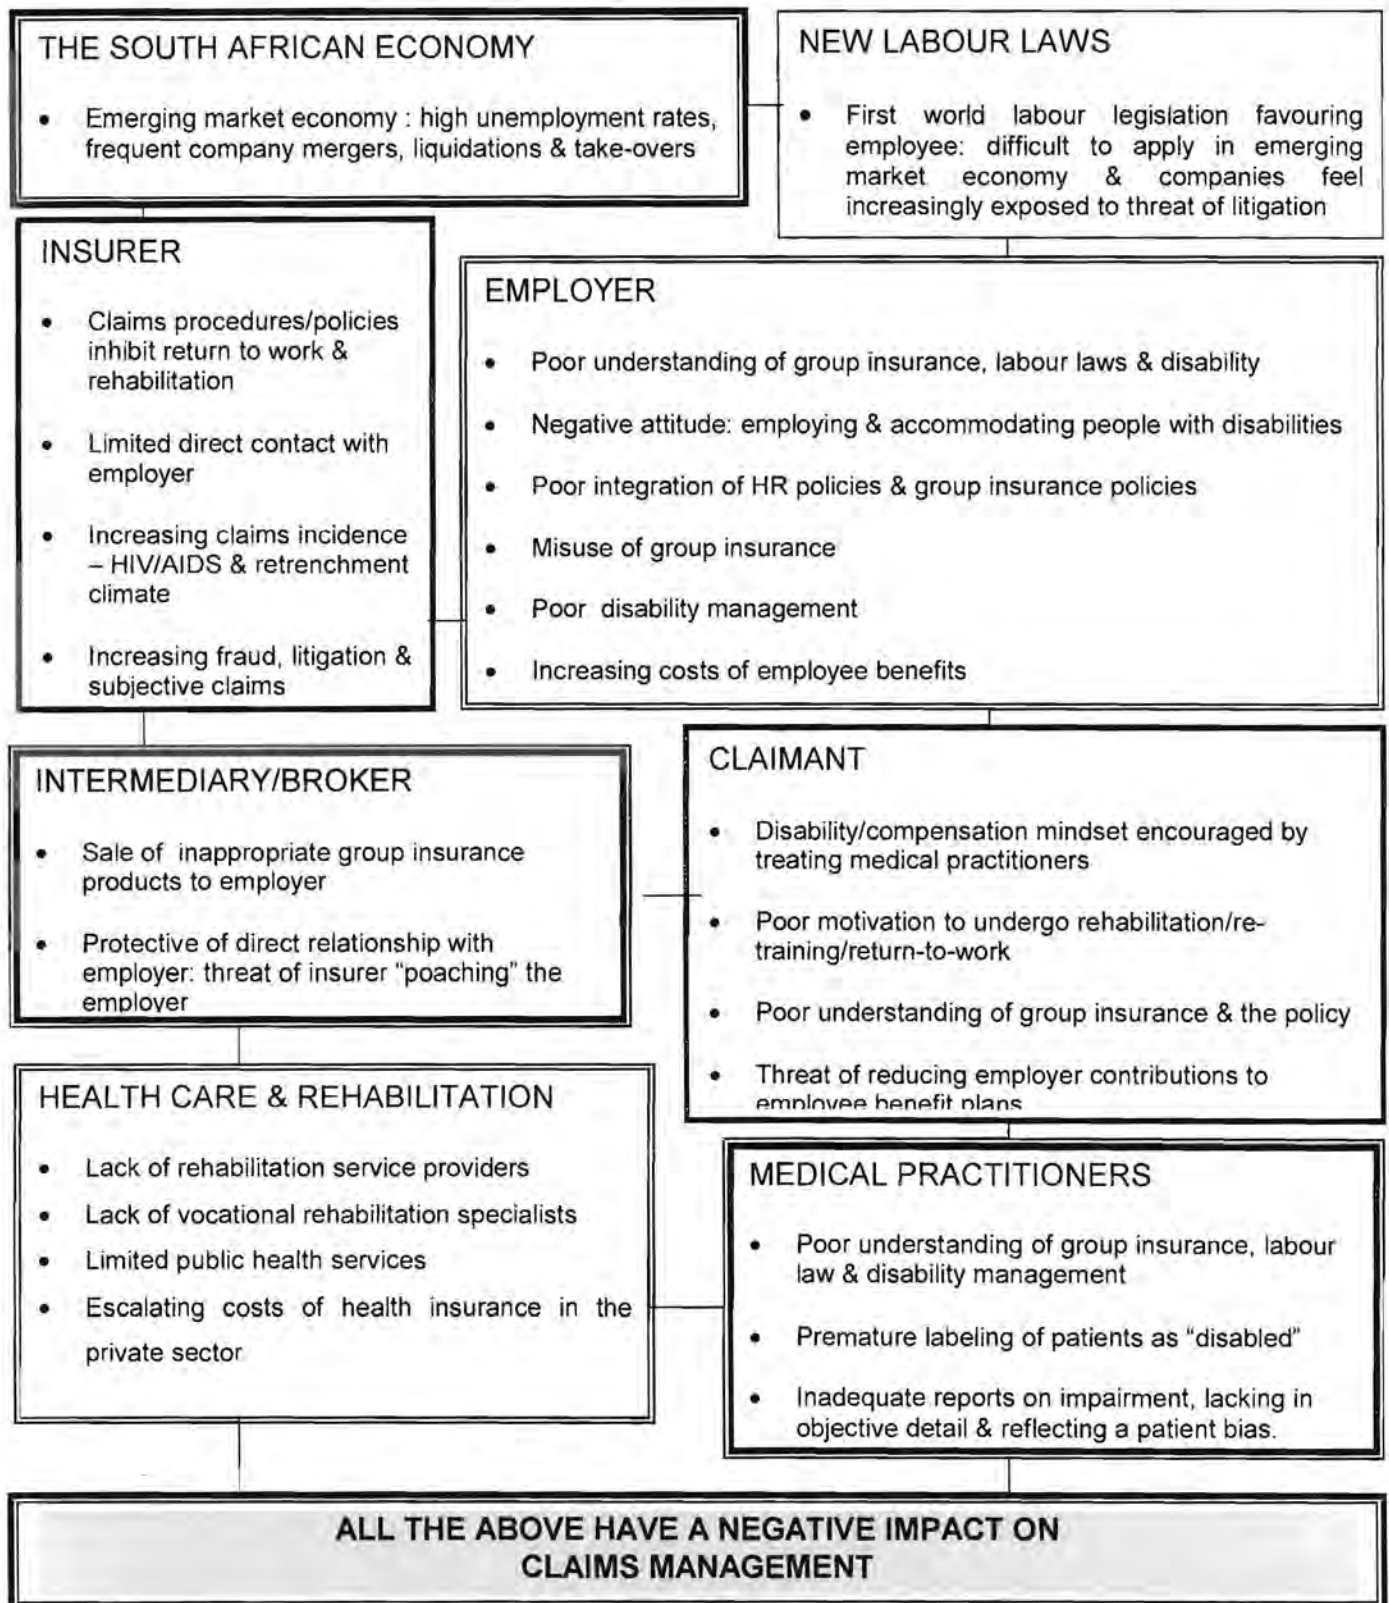 THE SOUTH AFRICAN ECONOMY
• Emerging market economy : high unemployment rates,
frequent company mergers, liquidations & take-overs
NEW LABOUR LAWS
• First world labour legislation favouring
employee: difficult to apply in emerging
market economy & companies feel
increasingly exposed to threat of litigation
INSURER
• Claims procedures/policies
inhibit return to work &
rehabilitation
• Limited direct contact with
employer
• Increasing claims incidence
– HIV/AIDS & retrenchment
climate
• Increasing fraud, litigation &
subjective claims
EMPLOYER
• Poor understanding of group insurance, labour laws & disability
• Negative attitude: employing & accommodating people with disabilities
• Poor integration of HR policies & group insurance policies
• Misuse of group insurance
• Poor disability management
• Increasing costs of employee benefits
INTERMEDIARY/BROKER
• Sale of inappropriate group insurance
products to employer
• Protective of direct relationship with
employer: threat of insurer “poaching” the
employer
CLAIMANT
• Disability/compensation mindset encouraged by
treating medical practitioners
• Poor motivation to undergo rehabilitation/re-
training/return-to-work
• Poor understanding of group insurance & the policy
• Threat of reducing employer contributions to
employee benefit plans
HEALTH CARE & REHABILITATION
• Lack of rehabilitation service providers
• Lack of vocational rehabilitation specialists
• Limited public health services
• Escalating costs of health insurance in the
private sector
MEDICAL PRACTITIONERS
• Poor understanding of group insurance, labour
law & disability management
• Premature labeling of patients as “disabled”
• Inadequate reports on impairment, lacking in
objective detail & reflecting a patient bias.
ALL THE ABOVE HAVE A NEGATIVE IMPACT ON
CLAIMS MANAGEMENT